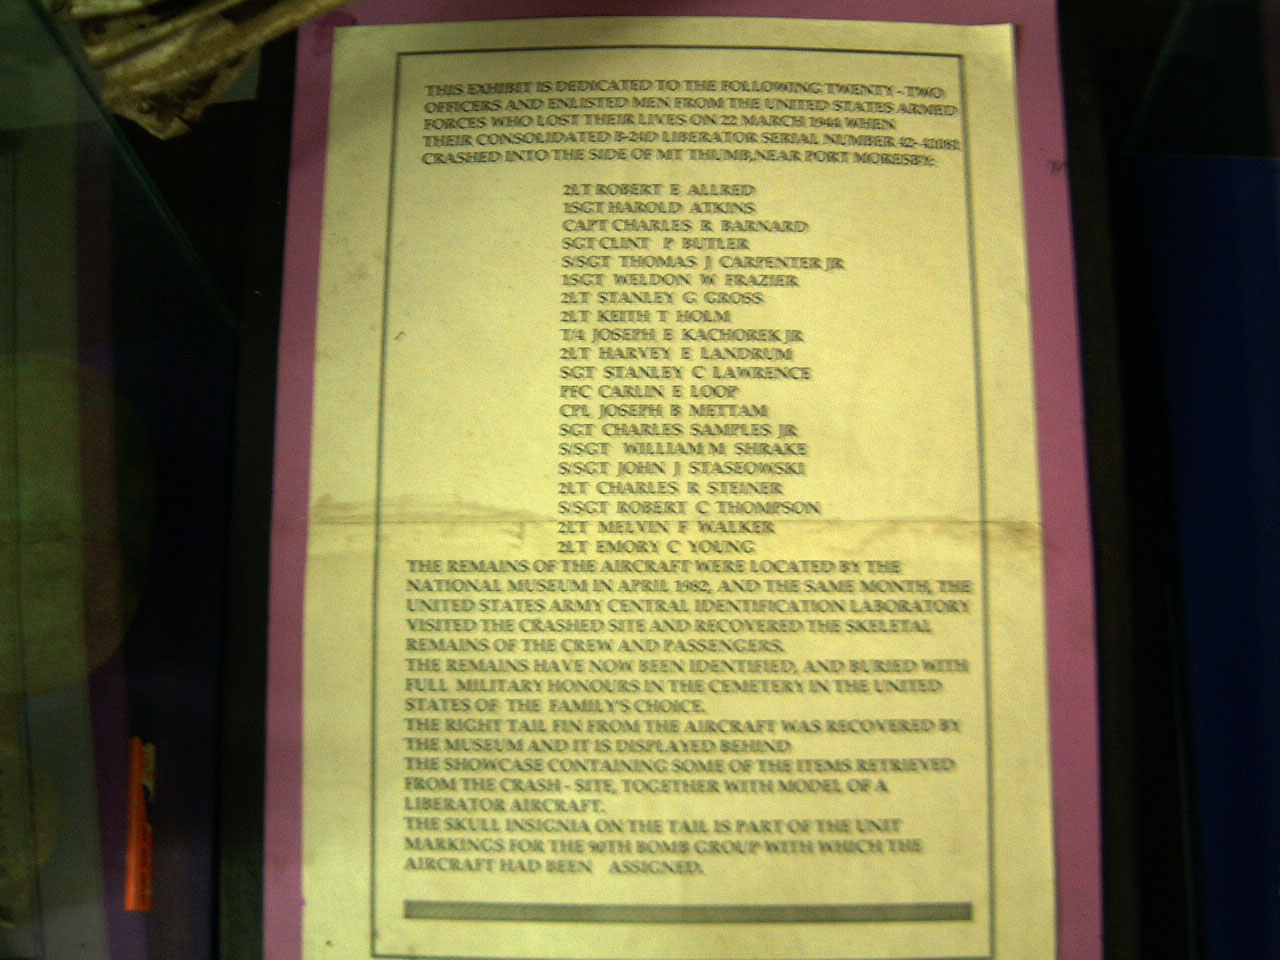 THIS EXHIBIT IS DEDICATED TO THE FOLLOWING TWENTY - TWO
OFFICERS AND ENLISTED MEN FROM THE UNITED STATES ARMED
FORCES WHO LOST THEIR LIVES ON 22 MARCH 1944 WHEN
THEIR CONSOLIDATED B-24D LIBERATOR SERIAL NUMBER 42-41081
CRASHED INTO THE SIDE OF MT THUMB,NEAR PORT MORESBY:
2LT ROBERT E ALLRED
1SGT HAROLD ATKINS
CAPT CHARLES R BARNARD
SGT CLINT P BUTLER
S/SGT THOMAS J CARPENTER JR
1SGT WELDON W FRAZIER
2LT STANLEY G GROSS
2LT KEITH T HOLM
T/4 JOSEPH E KACHOREK JR
2LT HARVEY E LANDRUM
SGT STANLEY C LAWRENCE
PFC CARLIN E LOOP
CPL JOSEPH B METTAM
SGT CHARLES SAMPLES JR
S/SGT WILLIAM M SHRAKE
S/SGT JOHN J STASEOWSKI
2LT CHARLES R STEINER
S/SGT ROBERT C THOMPSON
2LT MELVIN F WALKER
2LT EMORY C YOUNG
THE REMAINS OF THE AIRCRAFT WERE LOCATED BY THE
NATIONAL MUSEUM IN APRIL 1982, AND THE SAME MONTH, THE
UNITED STATES ARMY CENTRAL IDENTIFICATION LABORATORY
VISITED THE CRASHED SITE AND RECOVERED THE SKELETAL
REMAINS OF THE CREW AND PASSENGERS.
THE REMAINS HAVE NOW BEEN IDENTIFIED, AND BURIED WITH
FULL MILITARY HONOURS IN THE CEMETERY IN THE UNITED
STATES OF THE FAMILY'S CHOICE.
THE RIGHT TAIL FIN FROM THE AIRCRAFT WAS RECOVERED BY
THE MUSEUM AND IT IS DISPLAYED BEHIND
THE SHOWCASE CONTAINING SOME OF THE ITEMS RETRIEVED
FROM THE CRASH - SITE, TOGETHER WITH MODEL OF A
LIBERATOR AIRCRAFT.
THE SKULL INSIGNIA ON THE TAIL IS PART OF THE UNIT
MARKINGS FOR THE 90TH BOMB GROUP WITH WHICH THE
AIRCRAFT HAD BEEN ASSIGNED.